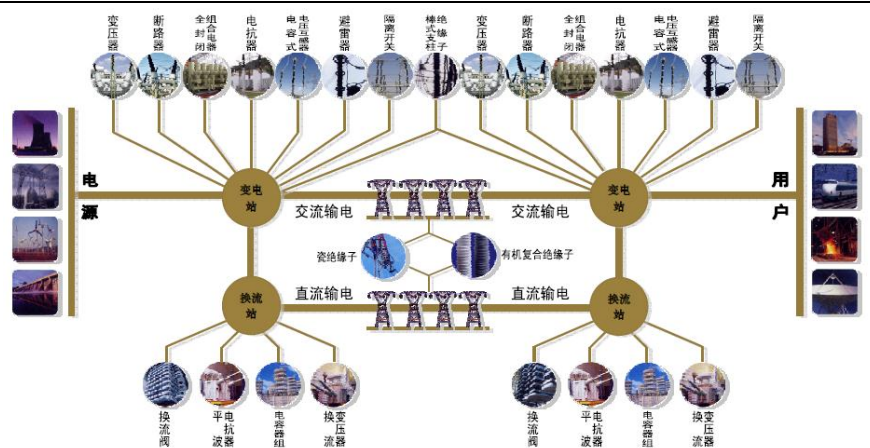 变压器
断路器
全封闭
组合电器
电抗器
电容式
电压互感器
避雷器
隔离开关
棒式支柱
绝缘子
变压器
断路器
全封闭
组合电器
电抗器
电容式
电压互感器
避雷器
隔离开关
电源
变电站
交流输电
交流输电
变电站
用户
瓷绝缘子
有机复合绝缘子
换流站
直流输电
直流输电
换流站
换流阀
平波
电抗器
电容器组
换流
变压器
换流阀
平波
电抗器
电容器组
换流
变压器